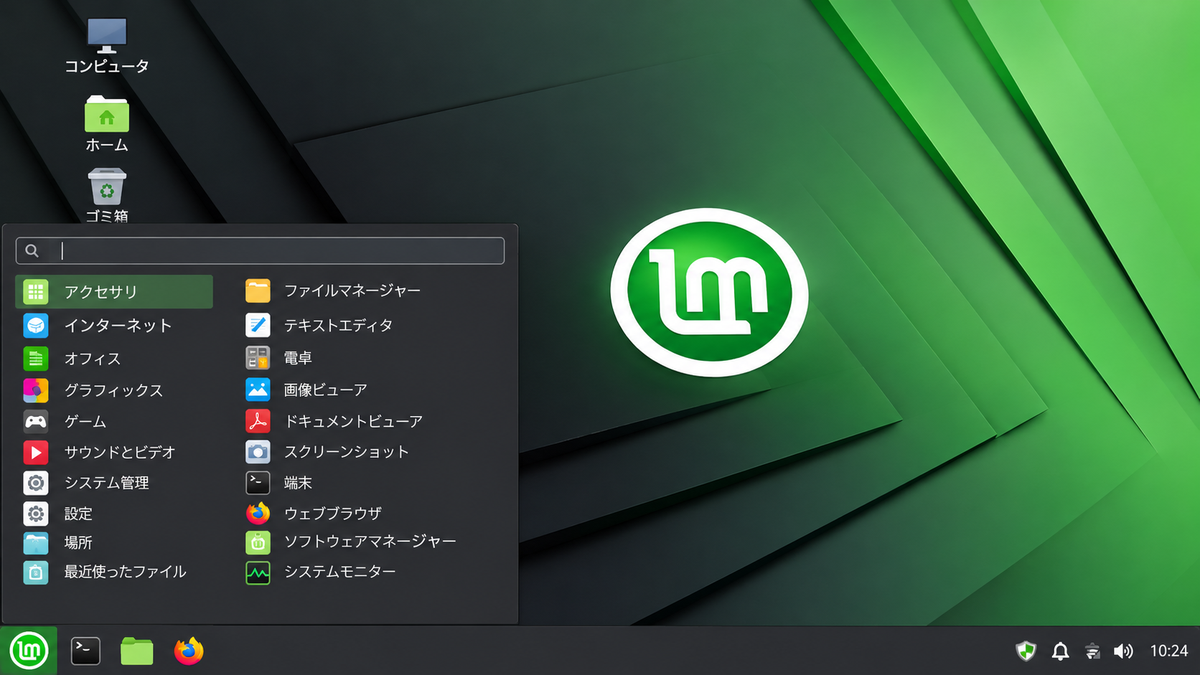 コンピュータ
ホーム
ゴミ箱
アクセサリ
インターネット
オフィス
グラフィックス
ゲーム
サウンドとビデオ
システム管理
設定
場所
最近使ったファイル
ファイルマネージャー
テキストエディタ
電卓
画像ビューア
ドキュメントビューア
スクリーンショット
端末
ウェブブラウザ
ソフトウェアマネージャー
システムモニター
lm
lm
10:24